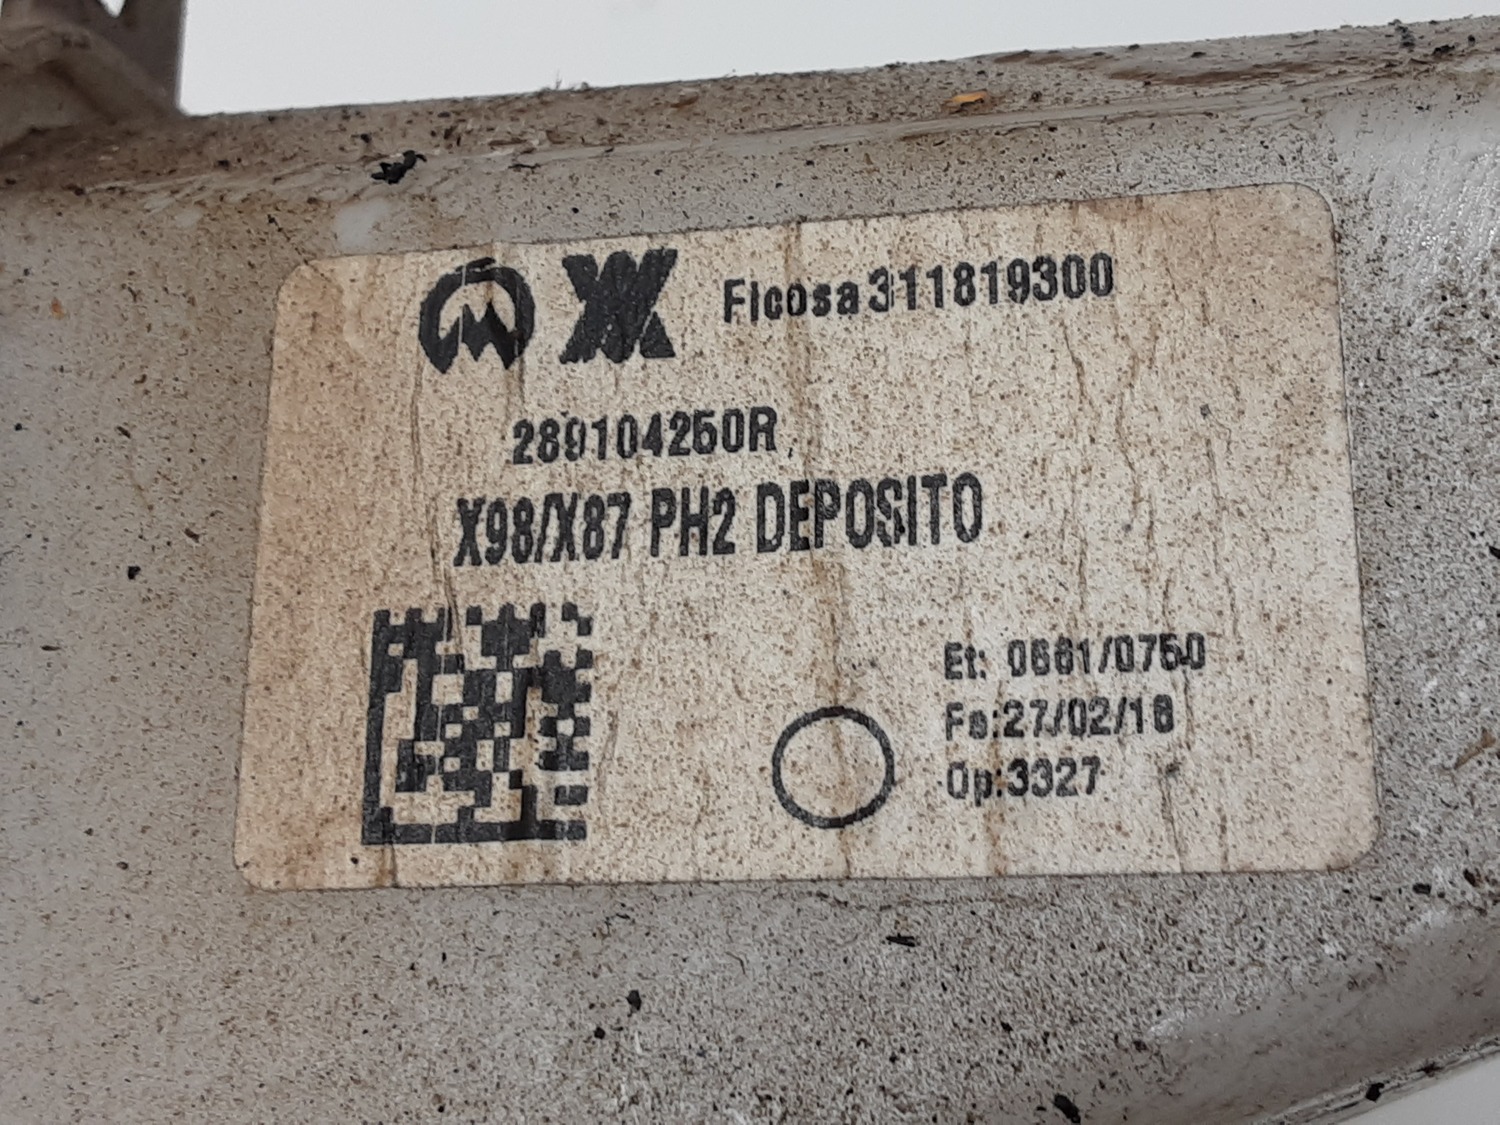 Ficosa 311819300
289104250R
X98/X87 PH2 DEPOSITO
Et: 0661/0750
Fe:27/02/18
Op:3327